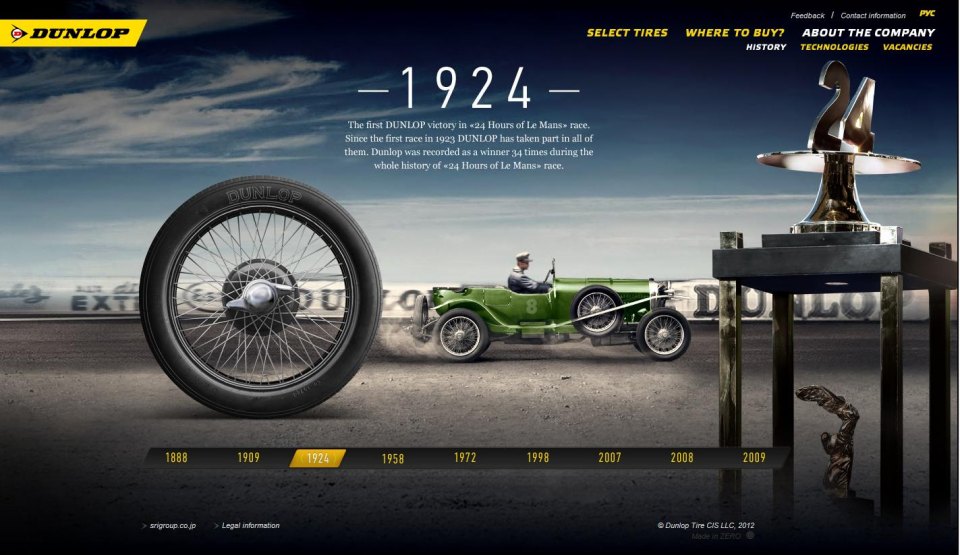 Feedback / Contact information РУС
DUNLOP
SELECT TIRES WHERE TO BUY? ABOUT THE COMPANY
HISTORY TECHNOLOGIES VACANCIES
1924
24
The first DUNLOP victory in «24 Hours of Le Mans» race.
Since the first race in 1923 DUNLOP has taken part in all of
them. Dunlop was recorded as a winner 34 times during the
whole history of «24 Hours of Le Mans» race.
DUNLOP
EXT DUNLO DUNLOP
8
1888 1909 1924 1958 1972 1998 2007 2008 2009
srigroup.co.jp Legal information
© Dunlop Tire CIS LLC, 2012
Made in ZERO